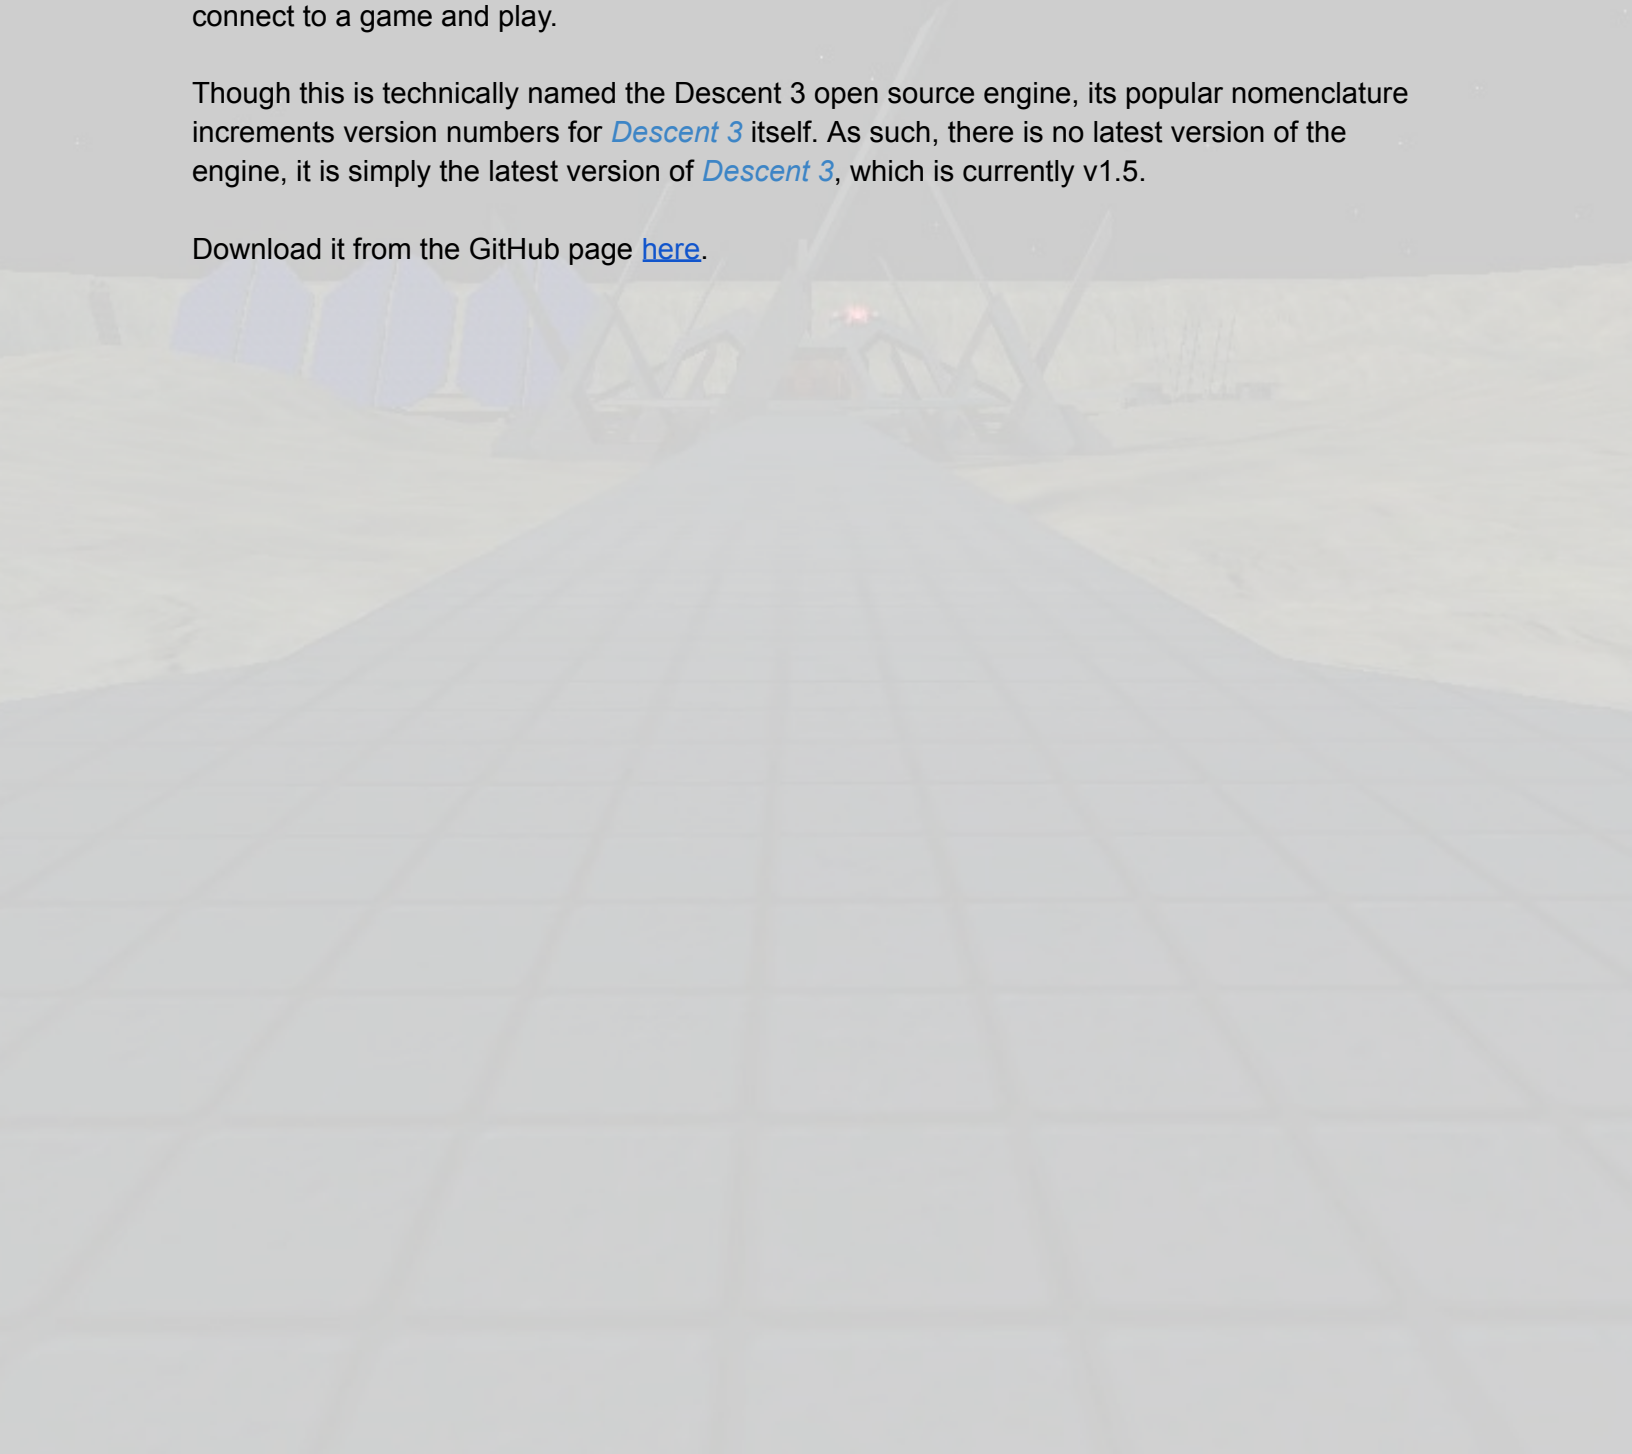 connect to a game and play.
Though this is technically named the Descent 3 open source engine, its popular nomenclature
increments version numbers for Descent 3 itself. As such, there is no latest version of the
engine, it is simply the latest version of Descent 3, which is currently v1.5.
Download it from the GitHub page here.